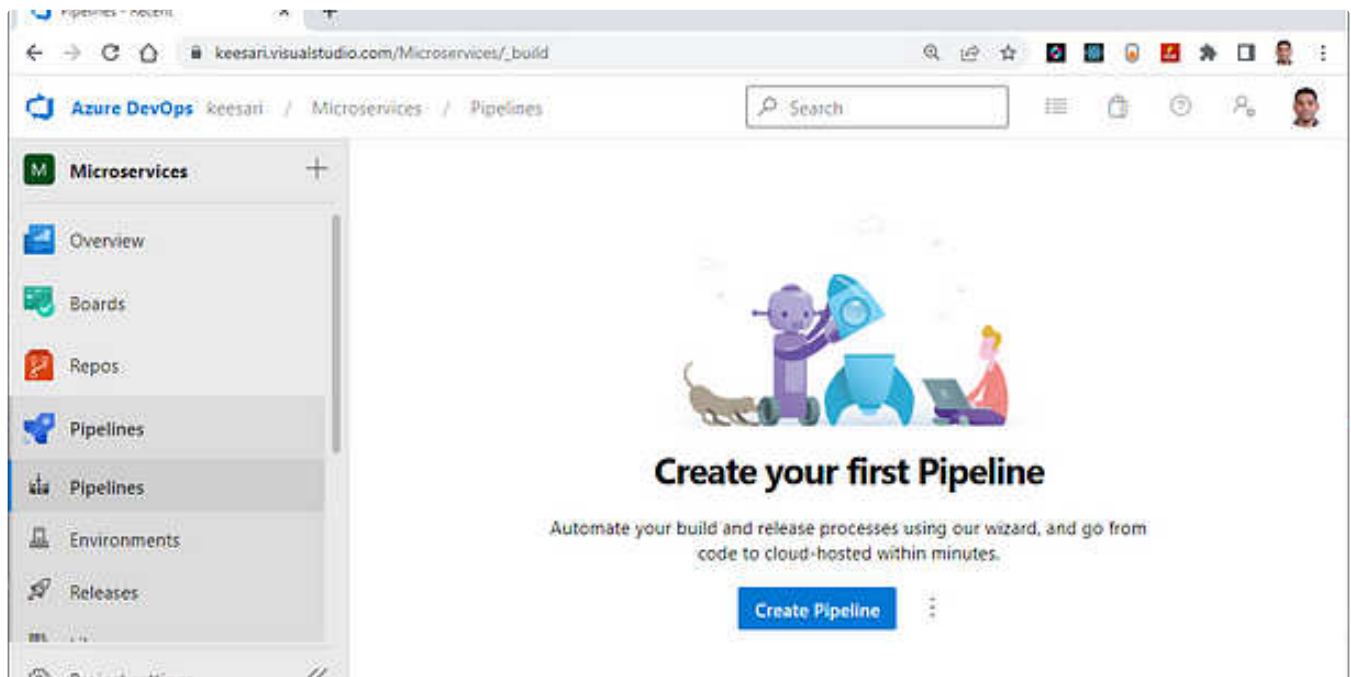 Pipelines - Recent
keesari.visualstudio.com/Microservices/_build
Azure DevOps keesari / Microservices / Pipelines
Search
M Microservices
Overview
Boards
Repos
Pipelines
Pipelines
Environments
Releases
Create your first Pipeline
Automate your build and release processes using our wizard, and go from
code to cloud-hosted within minutes.
Create Pipeline